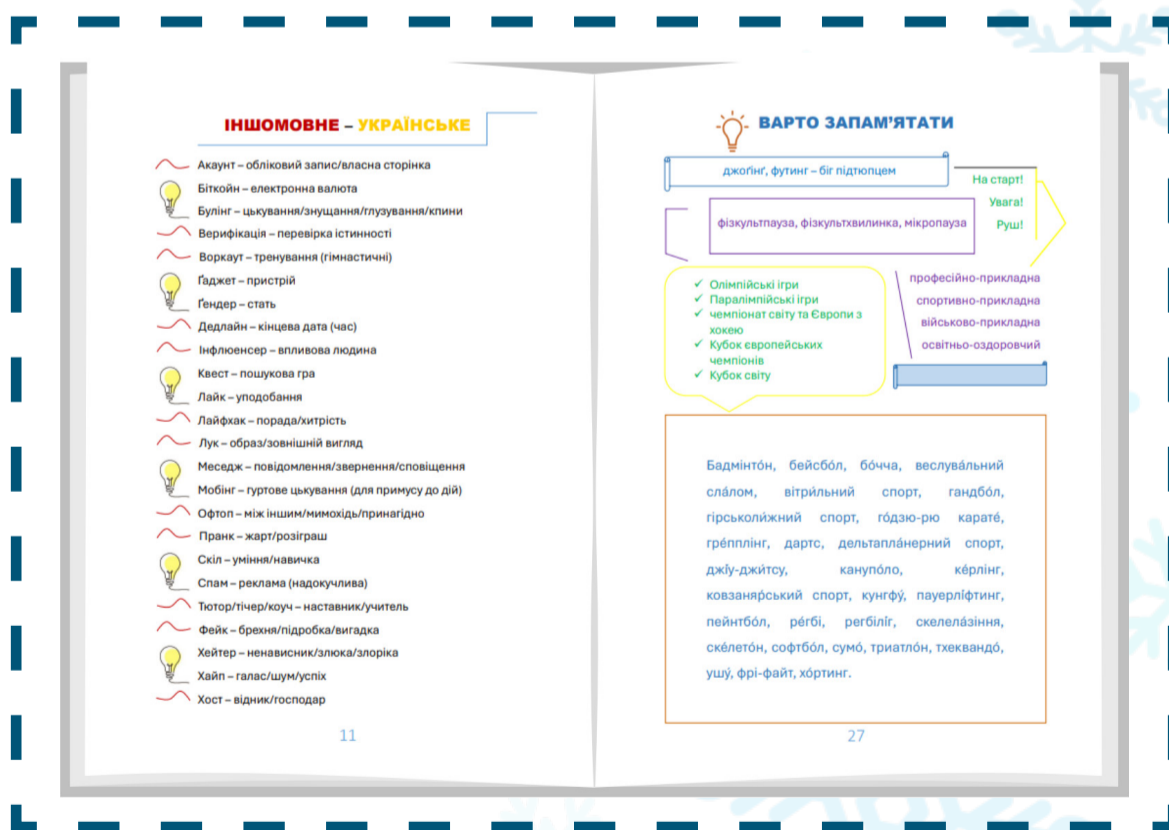 ІНШОМОВНЕ – УКРАЇНСЬКЕ
Акаунт – обліковий запис/власна сторінка
Біткойн – електронна валюта
Булінг – цькування/знущання/глузування/кпини
Верифікація – перевірка істинності
Воркаут – тренування (гімнастичні)
Ґаджет – пристрій
Ґендер – стать
Дедлайн – кінцева дата (час)
Інфлюенсер – впливова людина
Квест – пошукова гра
Лайк – уподобання
Лайфхак – порада/хитрість
Лук – образ/зовнішній вигляд
Меседж – повідомлення/звернення/сповіщення
Мобінг – гуртове цькування (для примусу до дій)
Офтоп – між іншим/мимохідь/принагідно
Пранк – жарт/розіграш
Скіл – уміння/навичка
Спам – реклама (надокучлива)
Тютор/тічер/коуч – наставник/учитель
Фейк – брехня/підробка/вигадка
Хейтер – ненависник/злюка/злоріка
Хайп – галас/шум/успіх
Хост – відник/господар
11
ВАРТО ЗАПАМ'ЯТАТИ
джоґінґ, футинг – біг підтюпцем
На старт!
Увага!
Руш!
фізкультпауза, фізкультхвилинка, мікропауза
✓ Олімпійські ігри
✓ Паралімпійські ігри
✓ чемпіонат світу та Європи з
хокею
✓ Кубок європейських
чемпіонів
✓ Кубок світу
професійно-прикладна
спортивно-прикладна
військово-прикладна
освітньо-оздоровчий
Бадмінто́н, бейсбо́л, бо́чча, веслува́льний
сла́лом, вітри́льний спорт, гандбо́л,
гірськоли́жний спорт, го́дзю-рю карате́,
гре́пплінг, дартс, дельтапла́нерний спорт,
джі́у-джи́тсу, канупо́ло, ке́рлінг,
ковзаня́рський спорт, кунгфу́, пауерлі́фтинг,
пейнтбо́л, ре́гбі, регбілі́г, скелела́зіння,
ске́лето́н, софтбо́л, сумо́, триатло́н, тхеквандо́,
ушу́, фрі-файт, хо́ртинг.
27